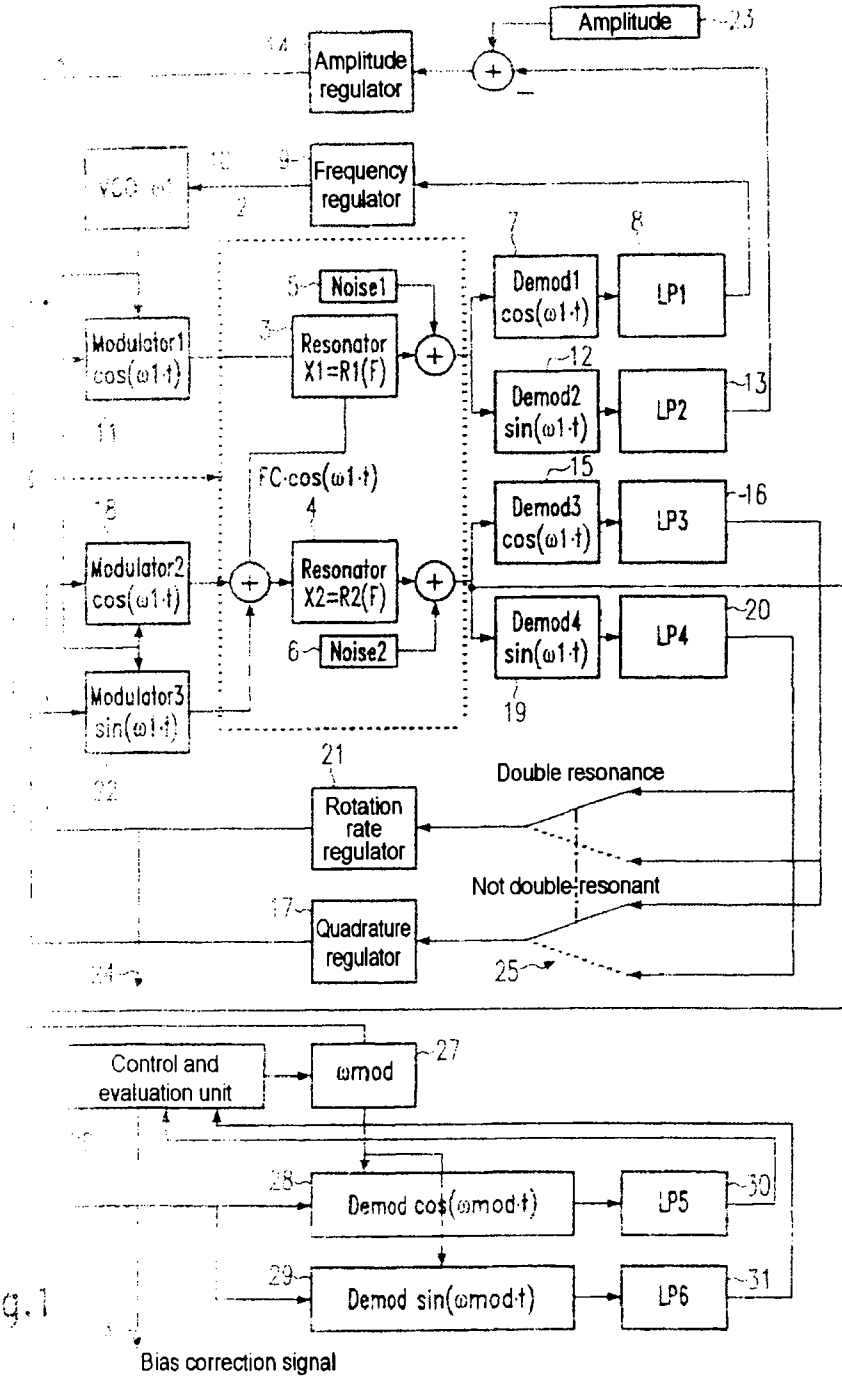 Amplitude 23
14
Amplitude
regulator
+
−
10
9
VCO ω1
Frequency
regulator
2
7
8
5
Noise1
Demod1
cos(ω1·t)
LP1
3
Modulator1
cos(ω1·t)
Resonator
X1=R1(F)
+
12
13
Demod2
sin(ω1·t)
LP2
11
FC·cos(ω1·t)
15
16
18
4
Demod3
cos(ω1·t)
LP3
Modulator2
cos(ω1·t)
+
Resonator
X2=R2(F)
+
20
6
Noise2
Demod4
sin(ω1·t)
LP4
Modulator3
sin(ω1·t)
19
22
21
Double resonance
Rotation
rate
regulator
Not double-resonant
17
Quadrature
regulator
24
25
Control and
evaluation unit
ωmod
27
28
Demod cos(ωmod·t)
LP5
30
29
Demod sin(ωmod·t)
LP6
31
g.1
Bias correction signal